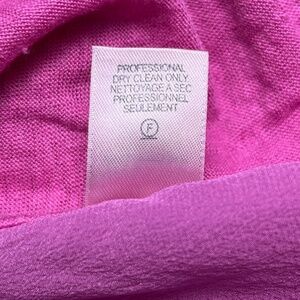 PROFESSIONAL
DRY CLEAN ONLY
NETTOYAGE A SEC
PROFESSIONNEL
SEULEMENT
F